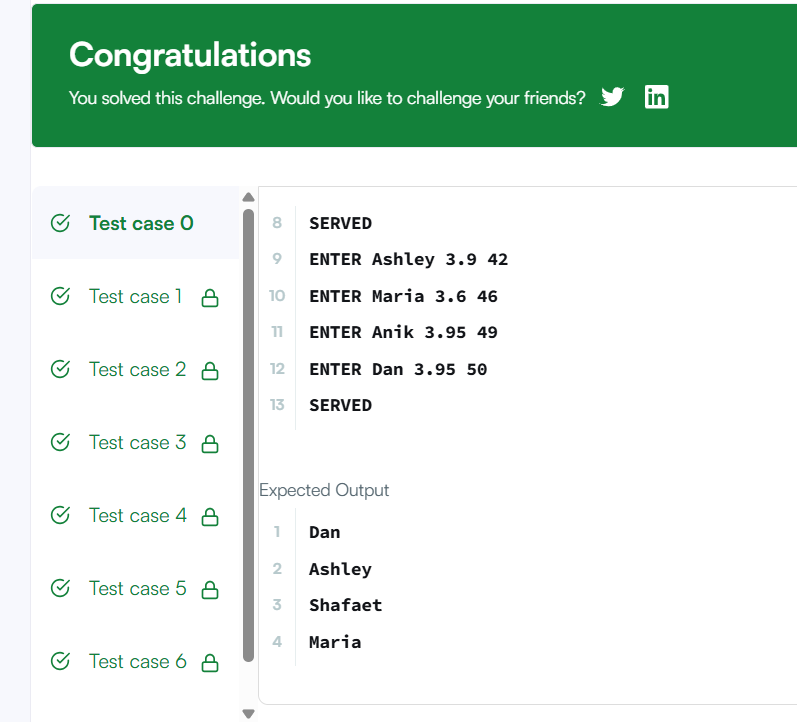 Congratulations
You solved this challenge. Would you like to challenge your friends?
Test case 0
Test case 1
Test case 2
Test case 3
Test case 4
Test case 5
Test case 6
8 SERVED
9 ENTER Ashley 3.9 42
10 ENTER Maria 3.6 46
11 ENTER Anik 3.95 49
12 ENTER Dan 3.95 50
13 SERVED
Expected Output
1 Dan
2 Ashley
3 Shafaet
4 Maria